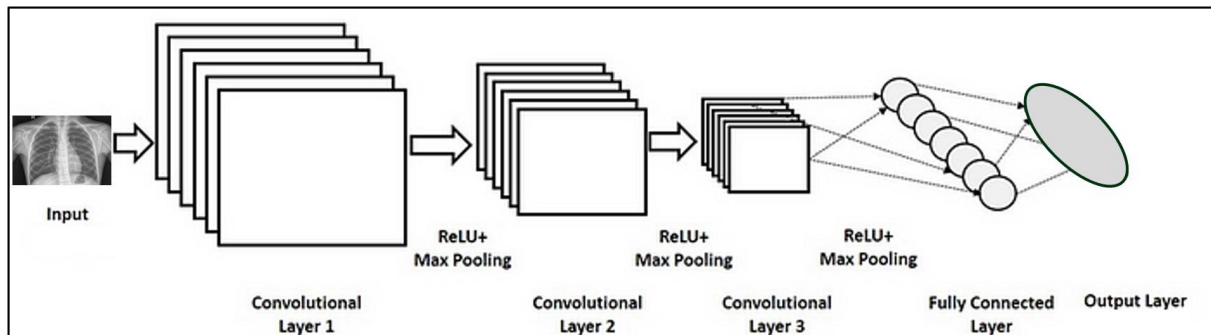 Input
ReLU+
Max Pooling
ReLU+
Max Pooling
ReLU+
Max Pooling
Convolutional
Layer 1
Convolutional
Layer 2
Convolutional
Layer 3
Fully Connected
Layer
Output Layer